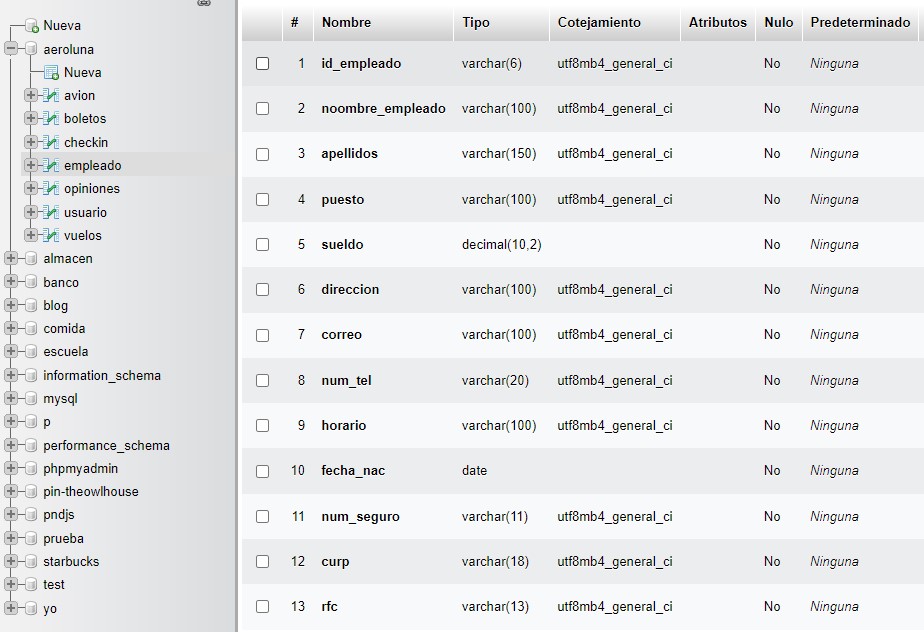 Nueva
aeroluna
Nueva
avion
boletos
checkin
empleado
opiniones
usuario
vuelos
almacen
banco
blog
comida
escuela
information_schema
mysql
p
performance_schema
phpmyadmin
pin-theowlhouse
pndjs
prueba
starbucks
test
yo
# Nombre Tipo Cotejamiento Atributos Nulo Predeterminado
1 id_empleado varchar(6) utf8mb4_general_ci No Ninguna
2 noombre_empleado varchar(100) utf8mb4_general_ci No Ninguna
3 apellidos varchar(150) utf8mb4_general_ci No Ninguna
4 puesto varchar(100) utf8mb4_general_ci No Ninguna
5 sueldo decimal(10,2) No Ninguna
6 direccion varchar(100) utf8mb4_general_ci No Ninguna
7 correo varchar(100) utf8mb4_general_ci No Ninguna
8 num_tel varchar(20) utf8mb4_general_ci No Ninguna
9 horario varchar(100) utf8mb4_general_ci No Ninguna
10 fecha_nac date No Ninguna
11 num_seguro varchar(11) utf8mb4_general_ci No Ninguna
12 curp varchar(18) utf8mb4_general_ci No Ninguna
13 rfc varchar(13) utf8mb4_general_ci No Ninguna